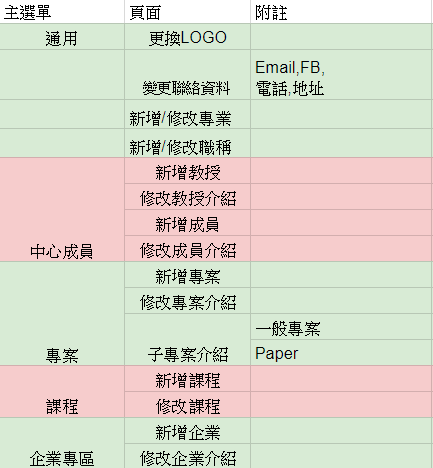 主選單 頁面 附註
通用 更換LOGO
Email,FB,
變更聯絡資料 電話,地址
新增/修改專業
新增/修改職稱
新增教授
修改教授介紹
新增成員
中心成員 修改成員介紹
新增專案
修改專案介紹
一般專案
專案 子專案介紹 Paper
新增課程
課程 修改課程
新增企業
企業專區 修改企業介紹